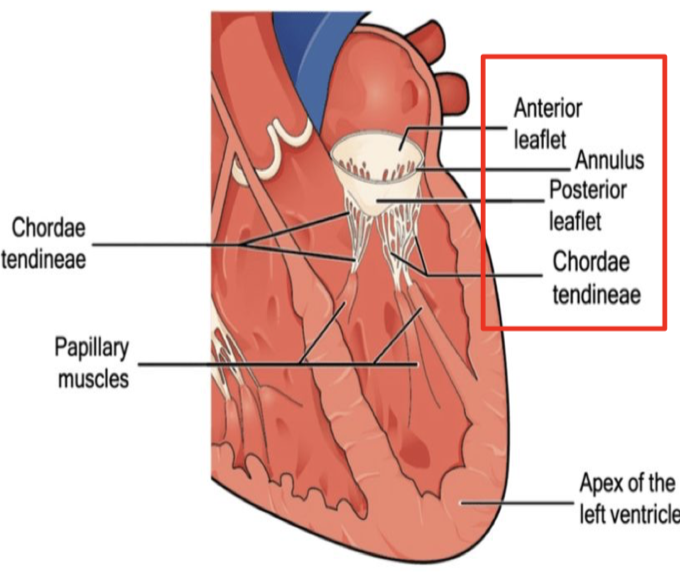 Anterior
leaflet
Annulus
Posterior
leaflet
Chordae
tendineae
Chordae
tendineae
Papillary
muscles
Apex of the
left ventricle